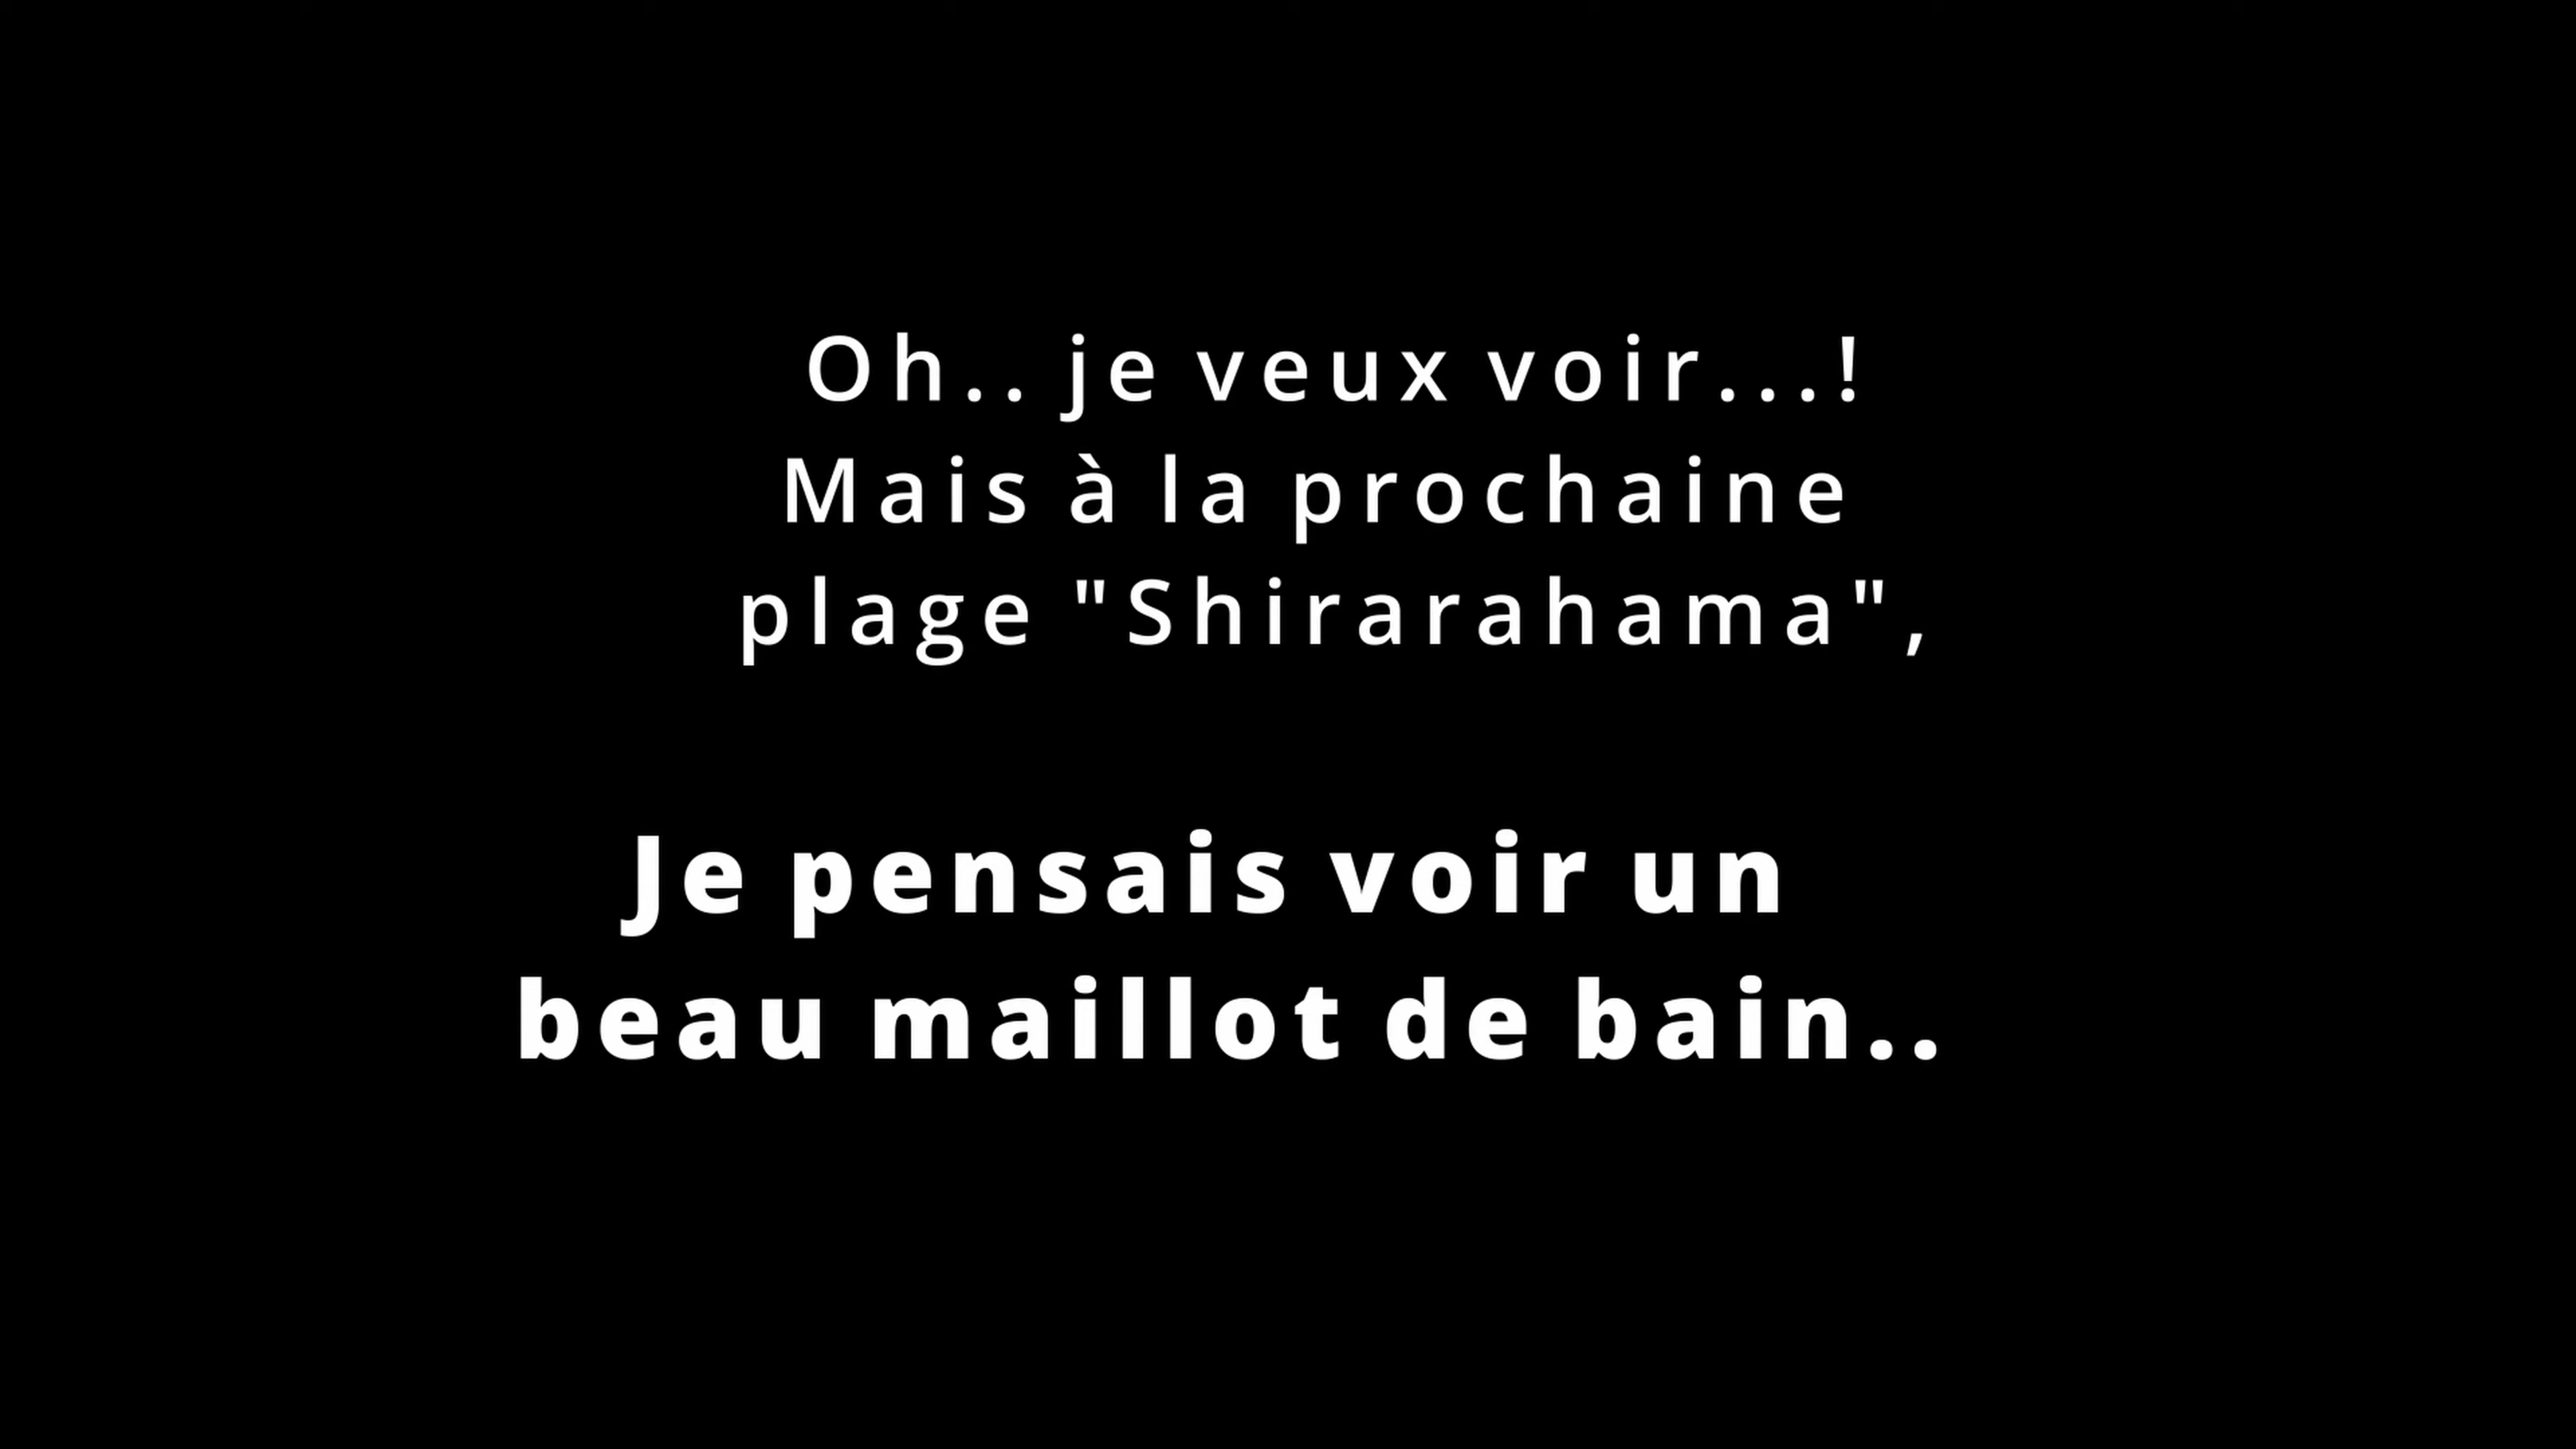 Oh.. je veux voir...!
Mais à la prochaine
plage "Shirarahama",
Je pensais voir un
beau maillot de bain..